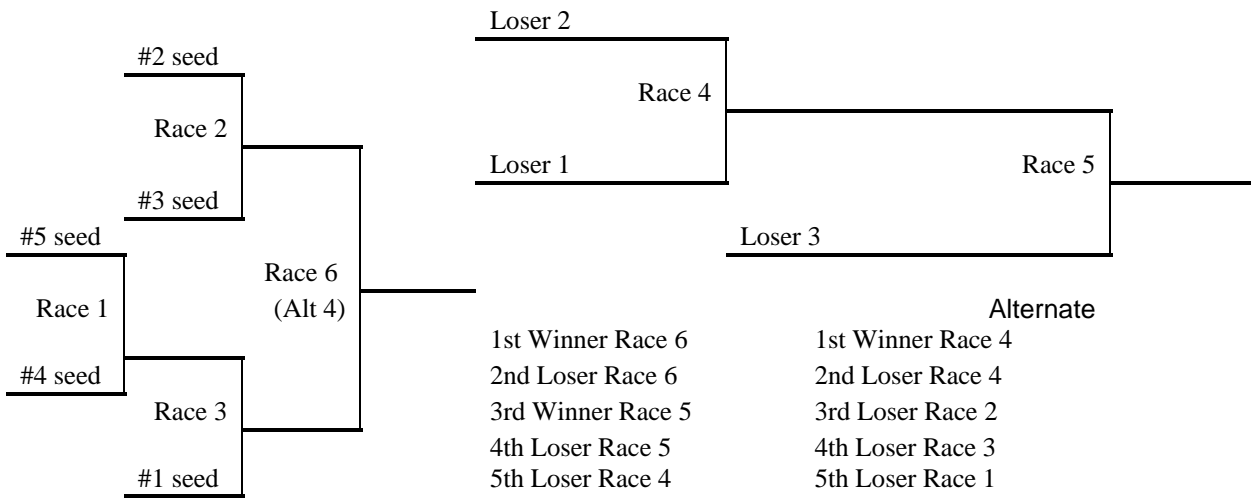 Loser 2
#2 seed
Race 4
Race 2
Loser 1
Race 5
#3 seed
#5 seed
Loser 3
Race 6
(Alt 4)
Race 1
Alternate
#4 seed
Race 3
#1 seed
1st Winner Race 6
2nd Loser Race 6
3rd Winner Race 5
4th Loser Race 5
5th Loser Race 4
1st Winner Race 4
2nd Loser Race 4
3rd Loser Race 2
4th Loser Race 3
5th Loser Race 1